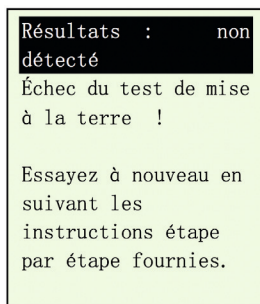 Résultats : non
détecté
Échec du test de mise
à la terre !
Essayez à nouveau en
suivant les
instructions étape
par étape fournies.